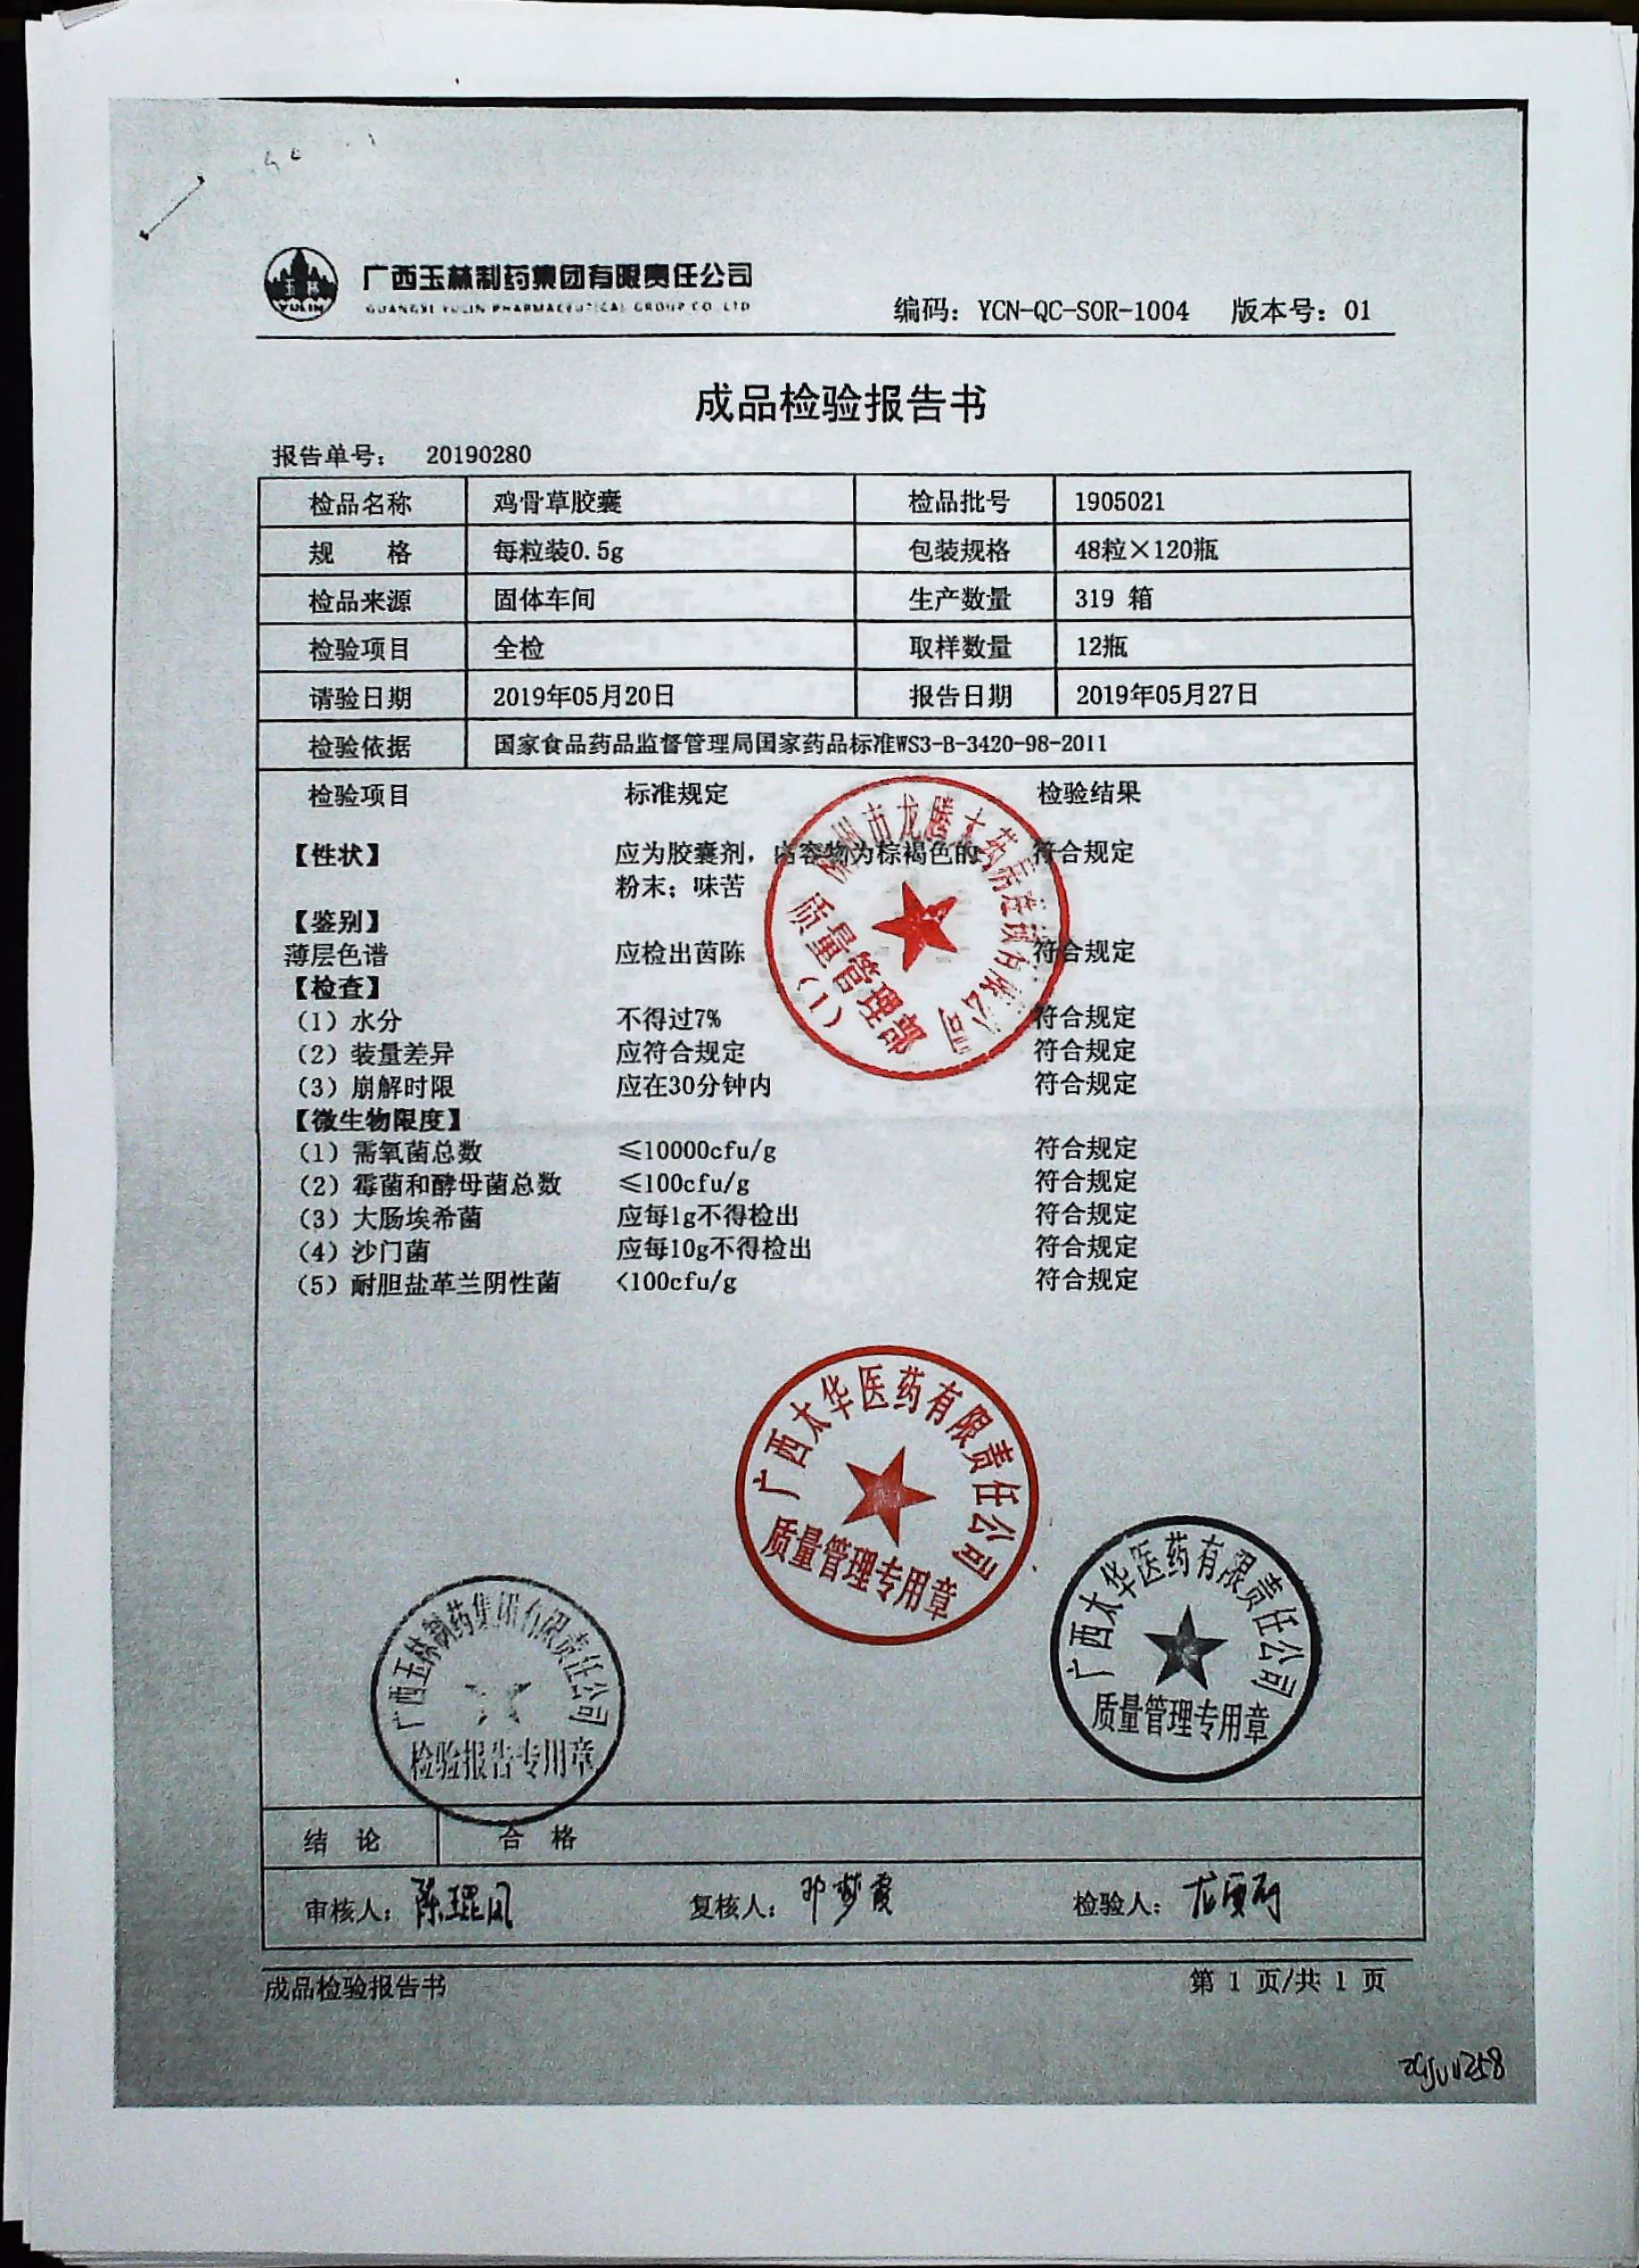 玉林
YULIN
广西玉林制药集团有限责任公司
GUANGXI YULIN PHARMACEUTICAL GROUP CO LTD
编码：YCN-QC-SOR-1004 版本号：01
成品检验报告书
报告单号： 20190280
检品名称 鸡骨草胶囊 检品批号 1905021
规 格 每粒装0.5g 包装规格 48粒×120瓶
检品来源 固体车间 生产数量 319 箱
检验项目 全检 取样数量 12瓶
请验日期 2019年05月20日 报告日期 2019年05月27日
检验依据 国家食品药品监督管理局国家药品标准WS3-B-3420-98-2011
检验项目 标准规定 检验结果
【性状】 应为胶囊剂，内容物为棕褐色的 符合规定
粉末；味苦
【鉴别】
薄层色谱 应检出茵陈 符合规定
【检查】
（1）水分 不得过7% 符合规定
（2）装量差异 应符合规定 符合规定
（3）崩解时限 应在30分钟内 符合规定
【微生物限度】
（1）需氧菌总数 ≤10000cfu/g 符合规定
（2）霉菌和酵母菌总数 ≤100cfu/g 符合规定
（3）大肠埃希菌 应每1g不得检出 符合规定
（4）沙门菌 应每10g不得检出 符合规定
（5）耐胆盐革兰阴性菌 <100cfu/g 符合规定
市龙腾大药房连锁有限公司
质量管理部
（1）
广西太华医药有限责任公司
质量管理专用章
广西太华医药有限责任公司
质量管理专用章
广西玉林制药集团有限责任公司
检验报告专用章
结 论 合 格
审核人：陈琨凤 复核人：邓梦霞 检验人：
成品检验报告书 第 1 页/共 1 页